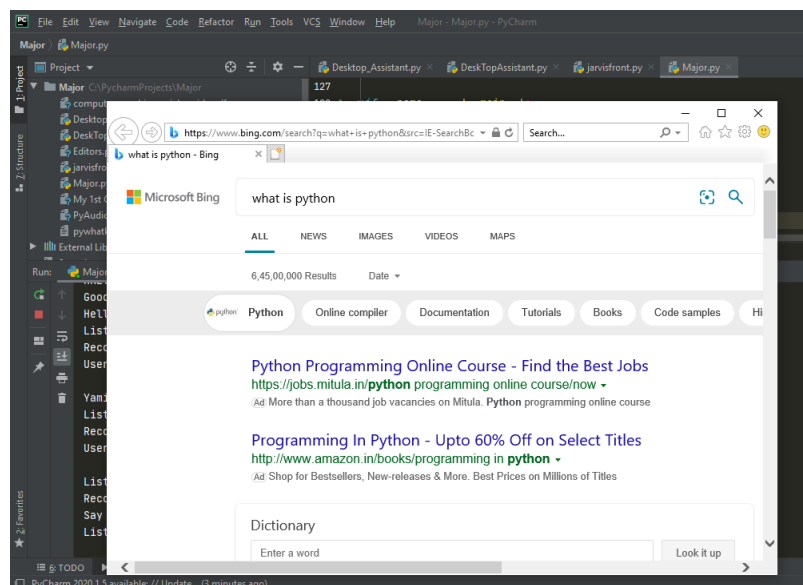 PC File Edit View Navigate Code Refactor Run Tools VCS Window Help Major - Major.py - PyCharm
Major Major.py
1: Project
Project
Desktop_Assistant.py DeskTopAssistant.py jarvisfront.py Major.py
Major C:\PycharmProjects\Major
127
Desktop
DeskTop
Editors.p
jarvisfro
Major.p
My 1st
PyAudio
pywhatk
External Lib
Z: Structure
https://www.bing.com/search?q=what+is+python&src=IE-SearchBo
Search...
what is python - Bing
Microsoft Bing
what is python
ALL NEWS IMAGES VIDEOS MAPS
6,45,00,000 Results Date
python Python Online compiler Documentation Tutorials Books Code samples Hi
Python Programming Online Course - Find the Best Jobs
https://jobs.mitula.in/python programming online course/now
Ad More than a thousand job vacancies on Mitula. Python programming online course
Programming In Python - Upto 60% Off on Select Titles
http://www.amazon.in/books/programming in python
Ad Shop for Bestsellers, New-releases & More. Best Prices on Millions of Titles
Dictionary
Enter a word Look it up
Run: Major
Good
Hell
List
Reco
User
Yami
List
Reco
User
List
Reco
Say
List
2: Favorites
6: TODO
PyCharm 2020.1.5 available: // Update... (3 minutes ago)